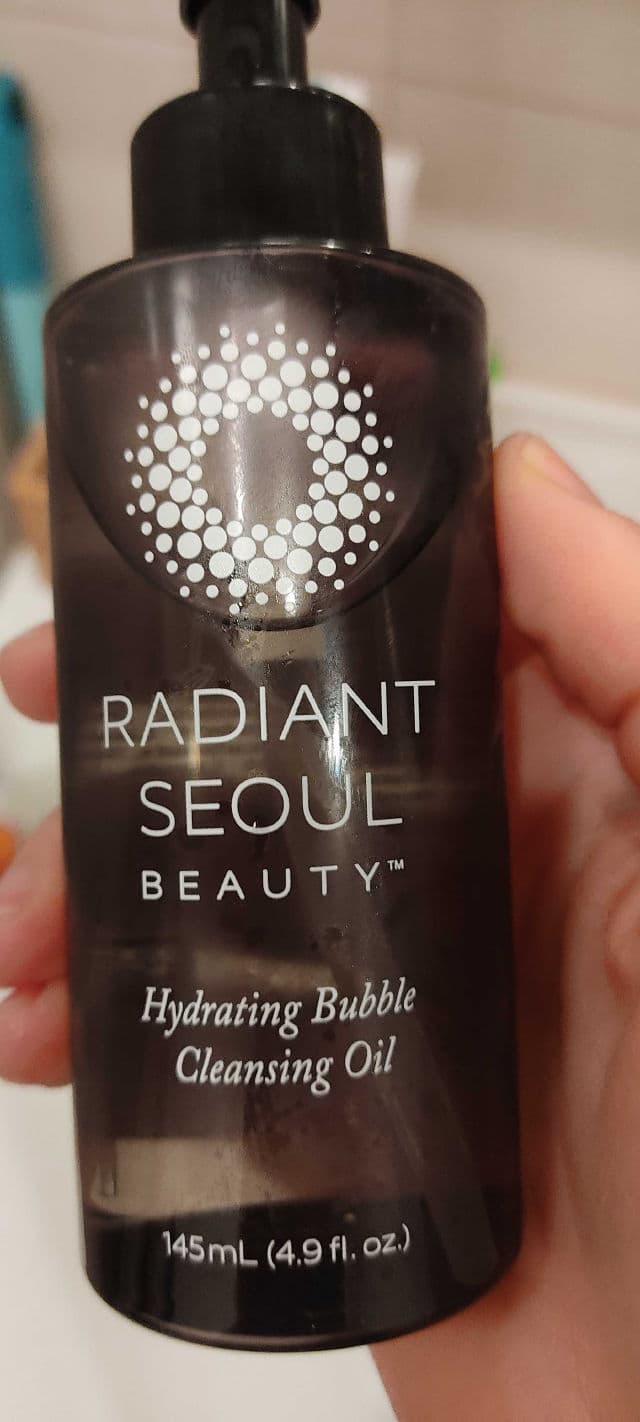 RADIANT
SEOUL
BEAUTY™
Hydrating Bubble
Cleansing Oil
145mL (4.9 fl. oz.)